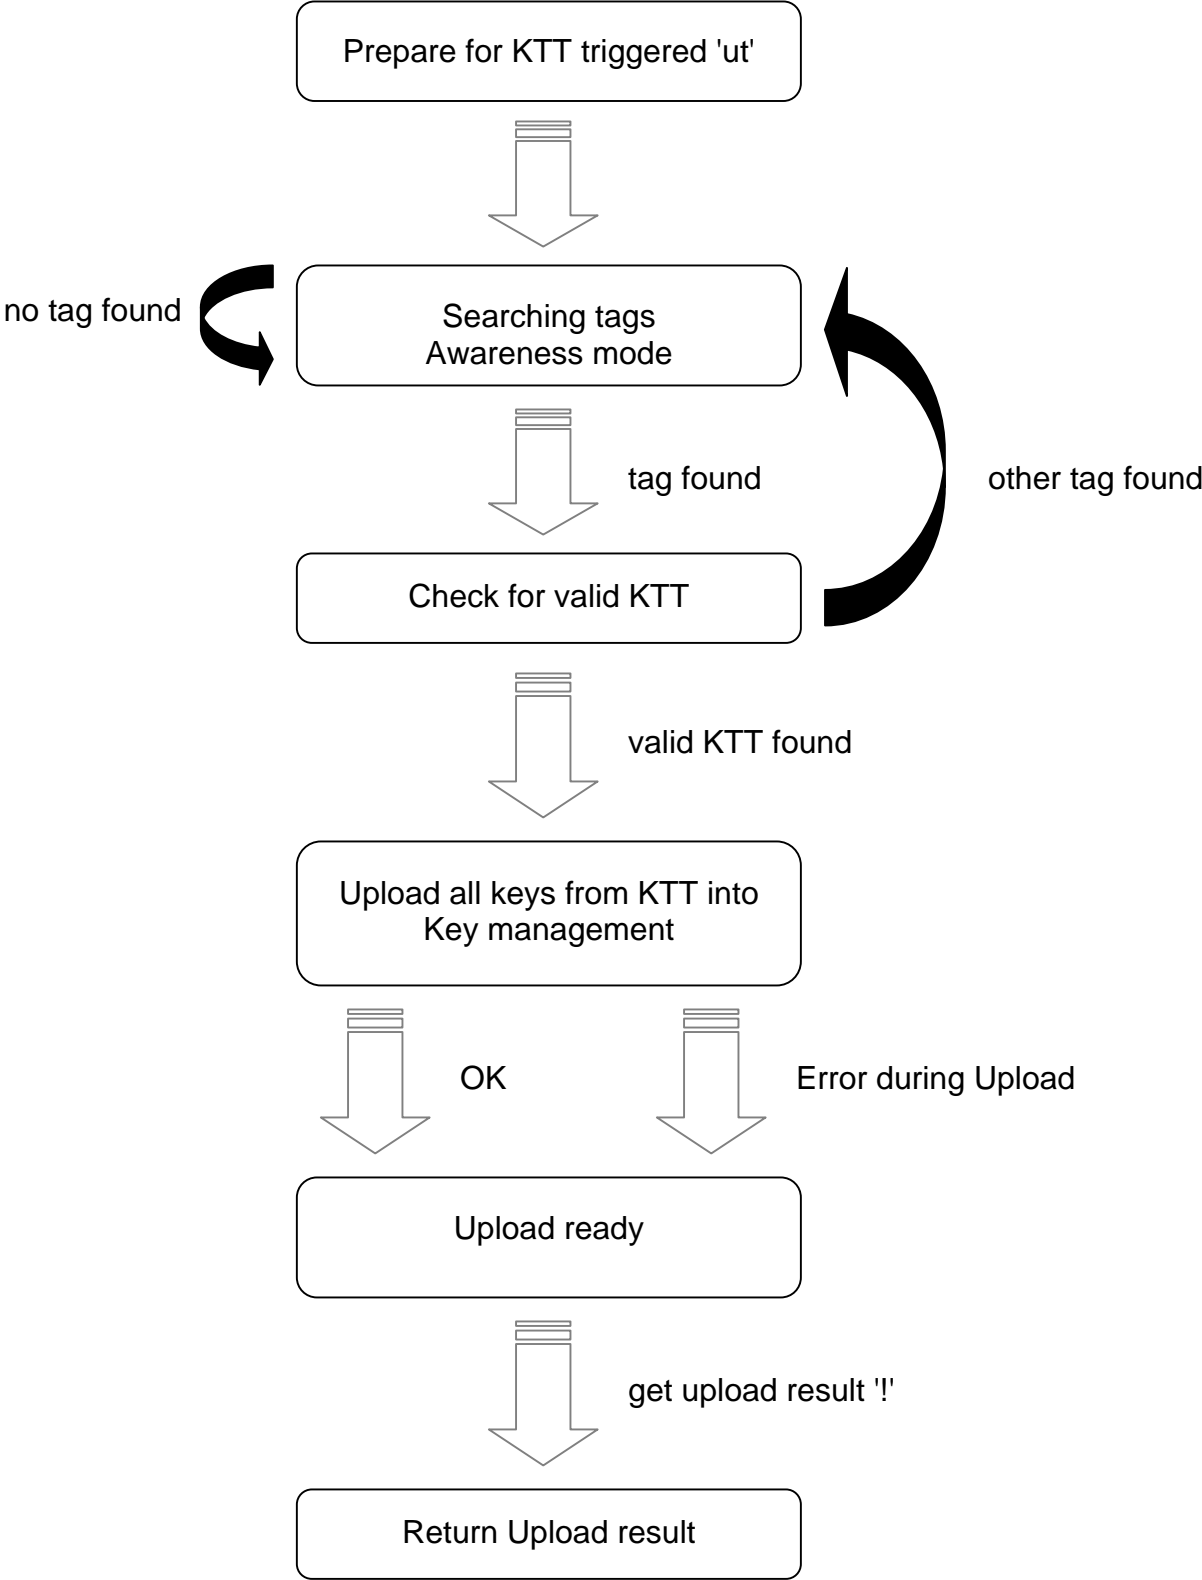 Prepare for KTT triggered 'ut'
no tag found
Searching tags
Awareness mode
tag found
other tag found
Check for valid KTT
valid KTT found
Upload all keys from KTT into
Key management
OK
Error during Upload
Upload ready
get upload result '!'
Return Upload result